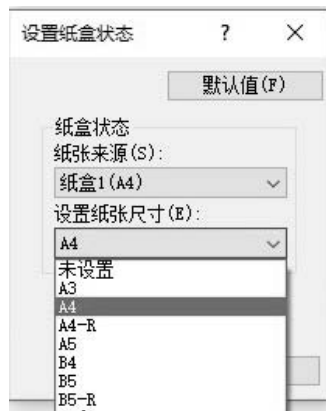 设置纸盒状态 ? ×
默认值(F)
纸盒状态
纸张来源(S):
纸盒1(A4)
设置纸张尺寸(E):
A4
未设置
A3
A4
A4-R
A5
B4
B5
B5-R